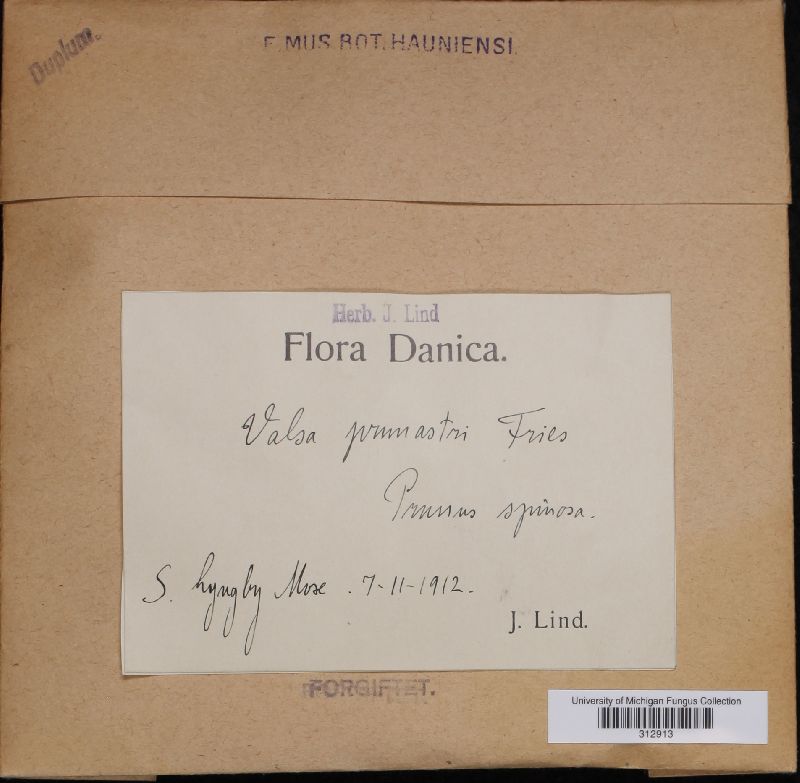 Duplum.
E. MUS. BOT. HAUNIENSI.
Herb. J. Lind
Flora Danica.
Valsa prunastri Fries
Prunus spinosa.
S. Lyngby Mose. 7-11-1912.
J. Lind.
FORGIFTET.
University of Michigan Fungus Collection
312913